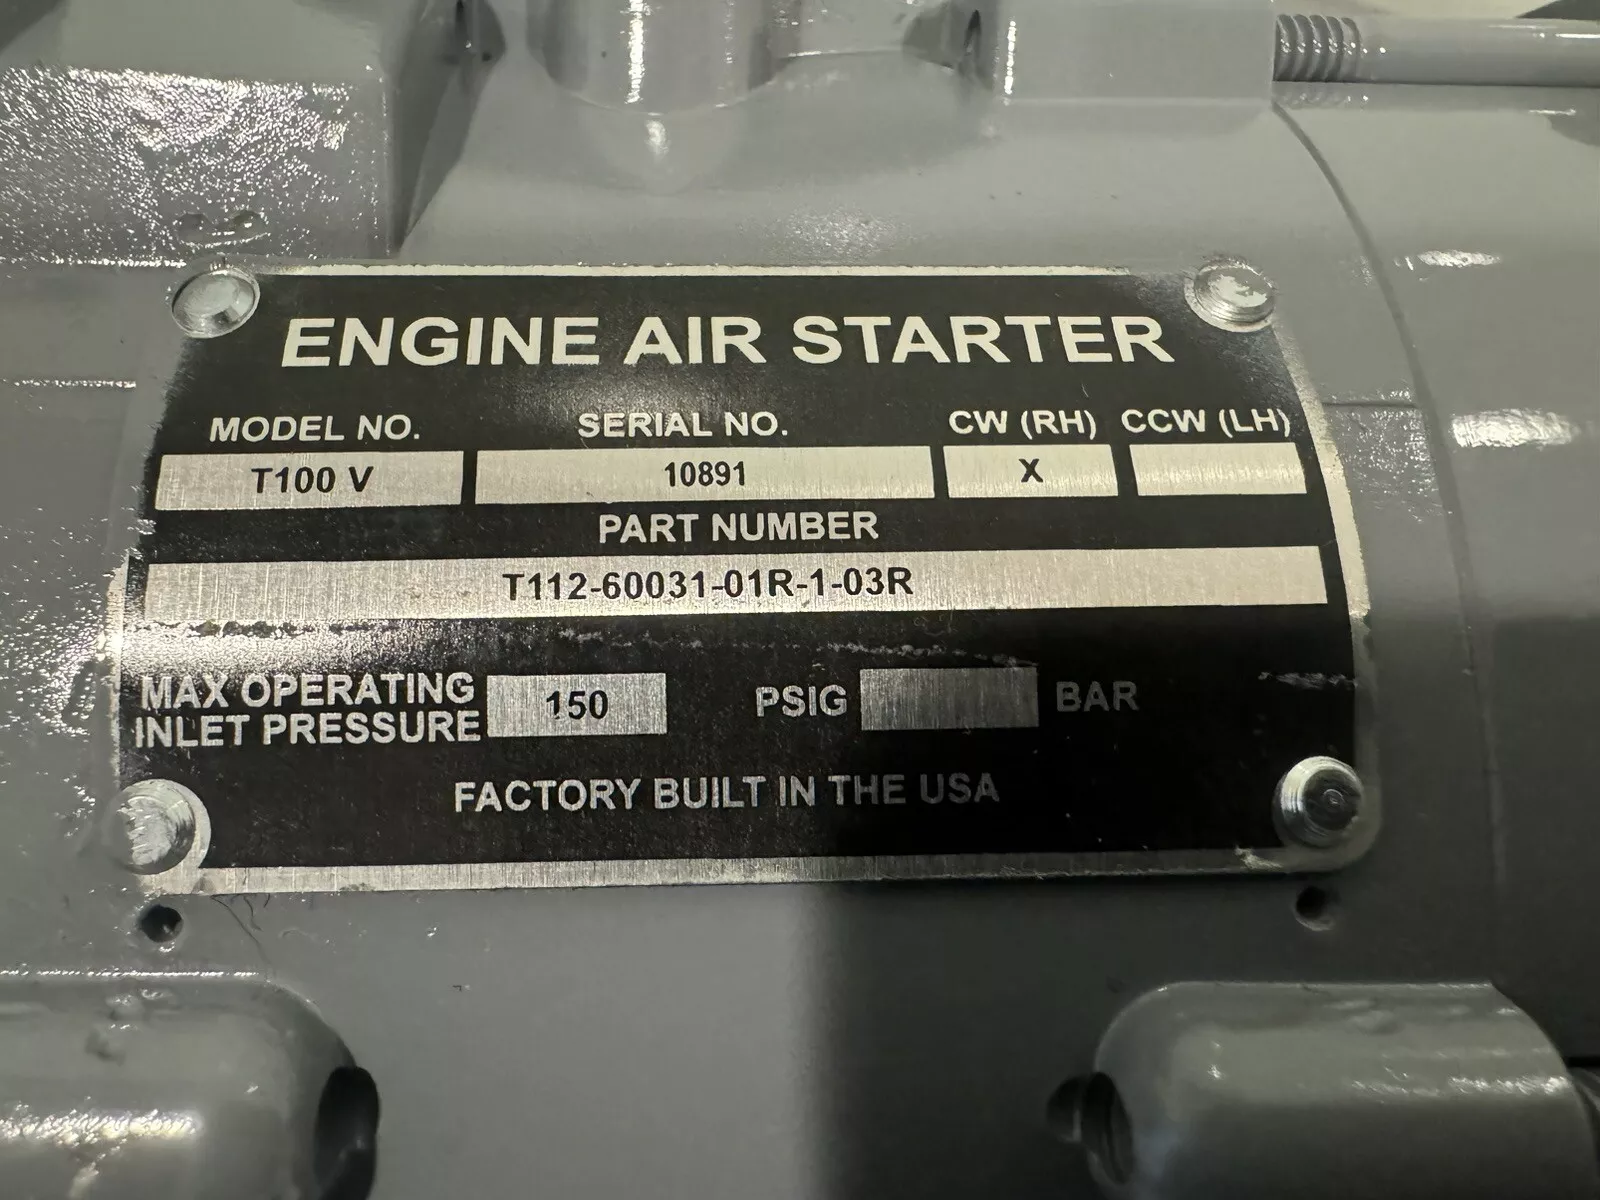 ENGINE AIR STARTER
MODEL NO. SERIAL NO. CW (RH) CCW (LH)
T100 V 10891 X
PART NUMBER
T112-60031-01R-1-03R
MAX OPERATING
INLET PRESSURE 150 PSIG BAR
FACTORY BUILT IN THE USA